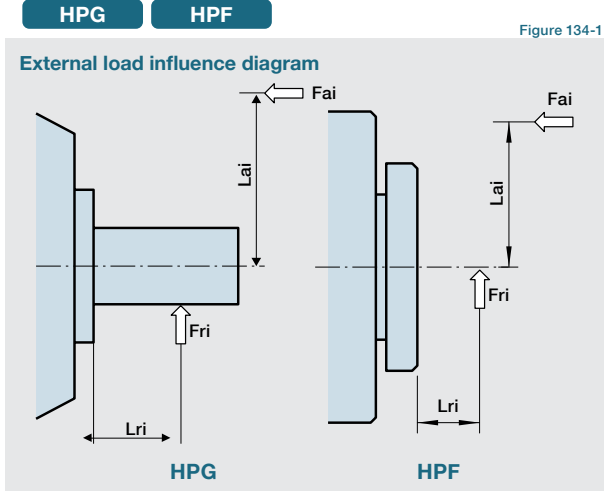 HPG HPF
Figure 134-1
External load influence diagram
Fai
Lai
Fri
Lri
HPG
Fai
Lai
Fri
Lri
HPF